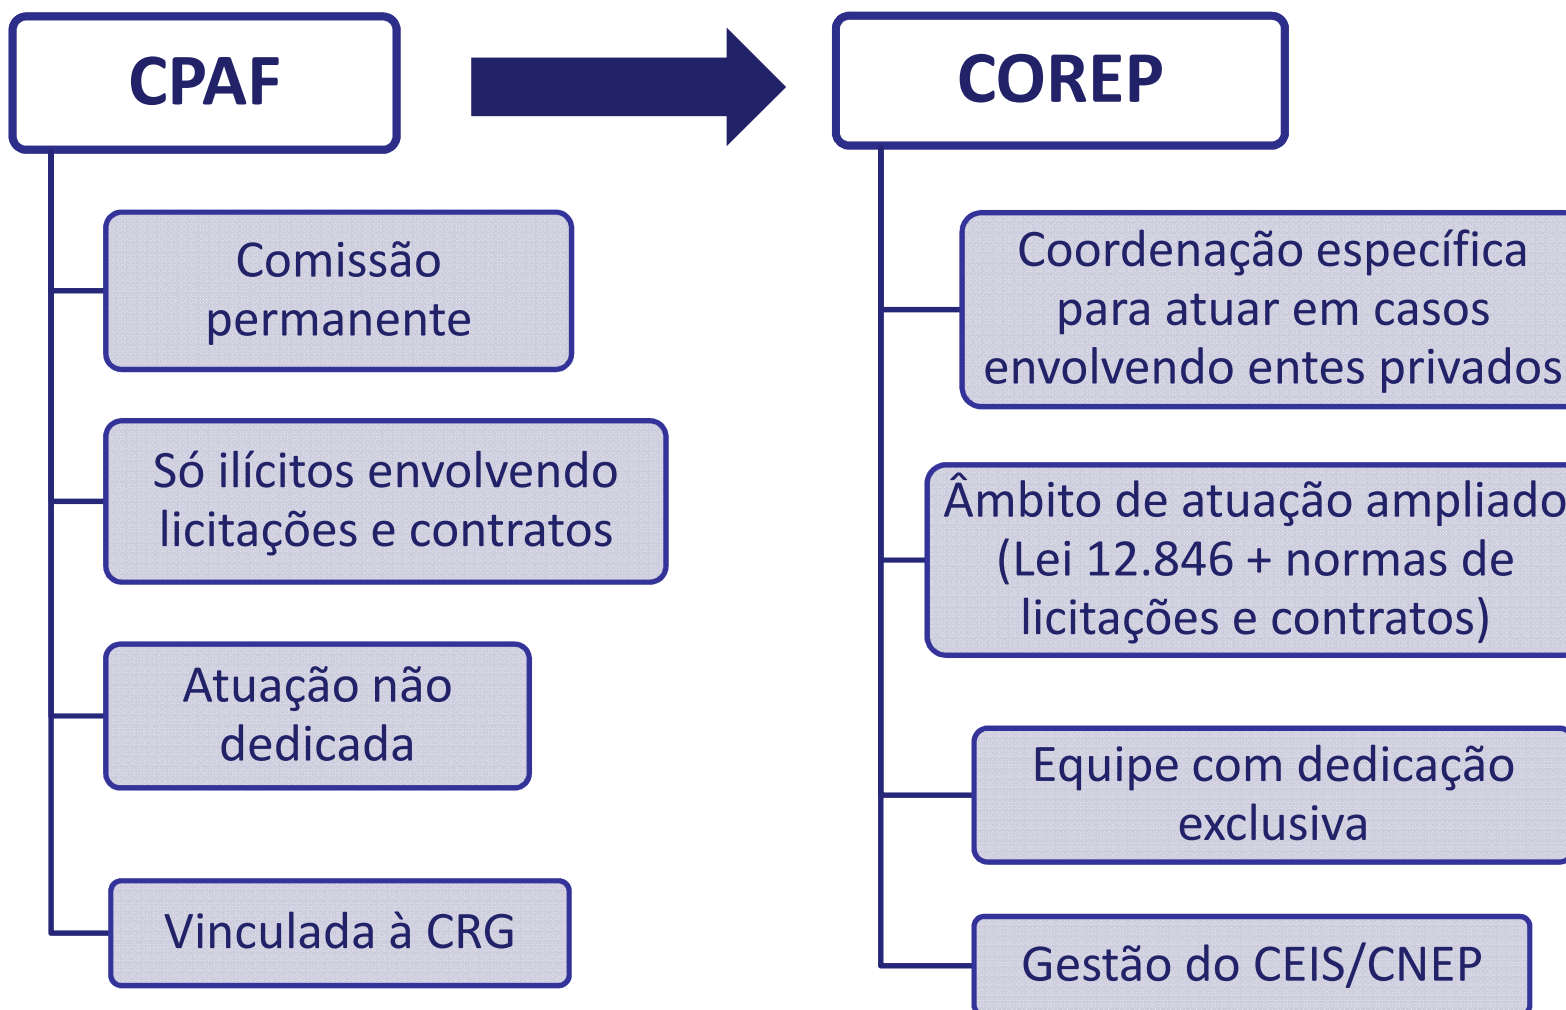 CPAF
Comissão
permanente
Só ilícitos envolvendo
licitações e contratos
Atuação não
dedicada
Vinculada à CRG
COREP
Coordenação específica
para atuar em casos
envolvendo entes privados
Âmbito de atuação ampliado
(Lei 12.846 + normas de
licitações e contratos)
Equipe com dedicação
exclusiva
Gestão do CEIS/CNEP